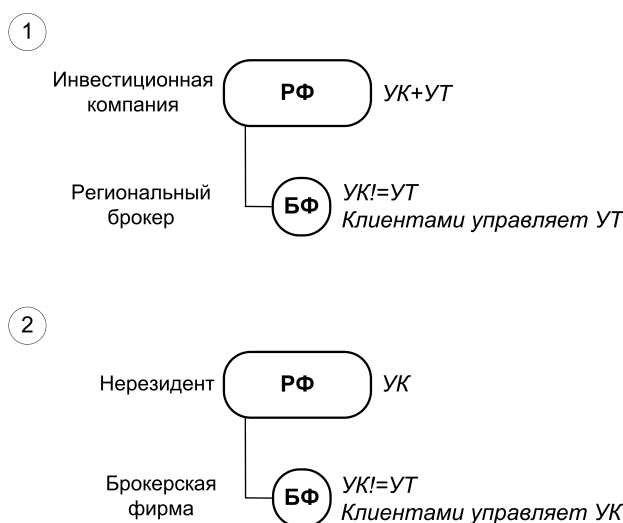 1
Инвестиционная
компания
РФ
УК+УТ
Региональный
брокер
БФ
УК!=УТ
Клиентами управляет УТ
2
Нерезидент
РФ
УК
Брокерская
фирма
БФ
УК!=УТ
Клиентами управляет УК